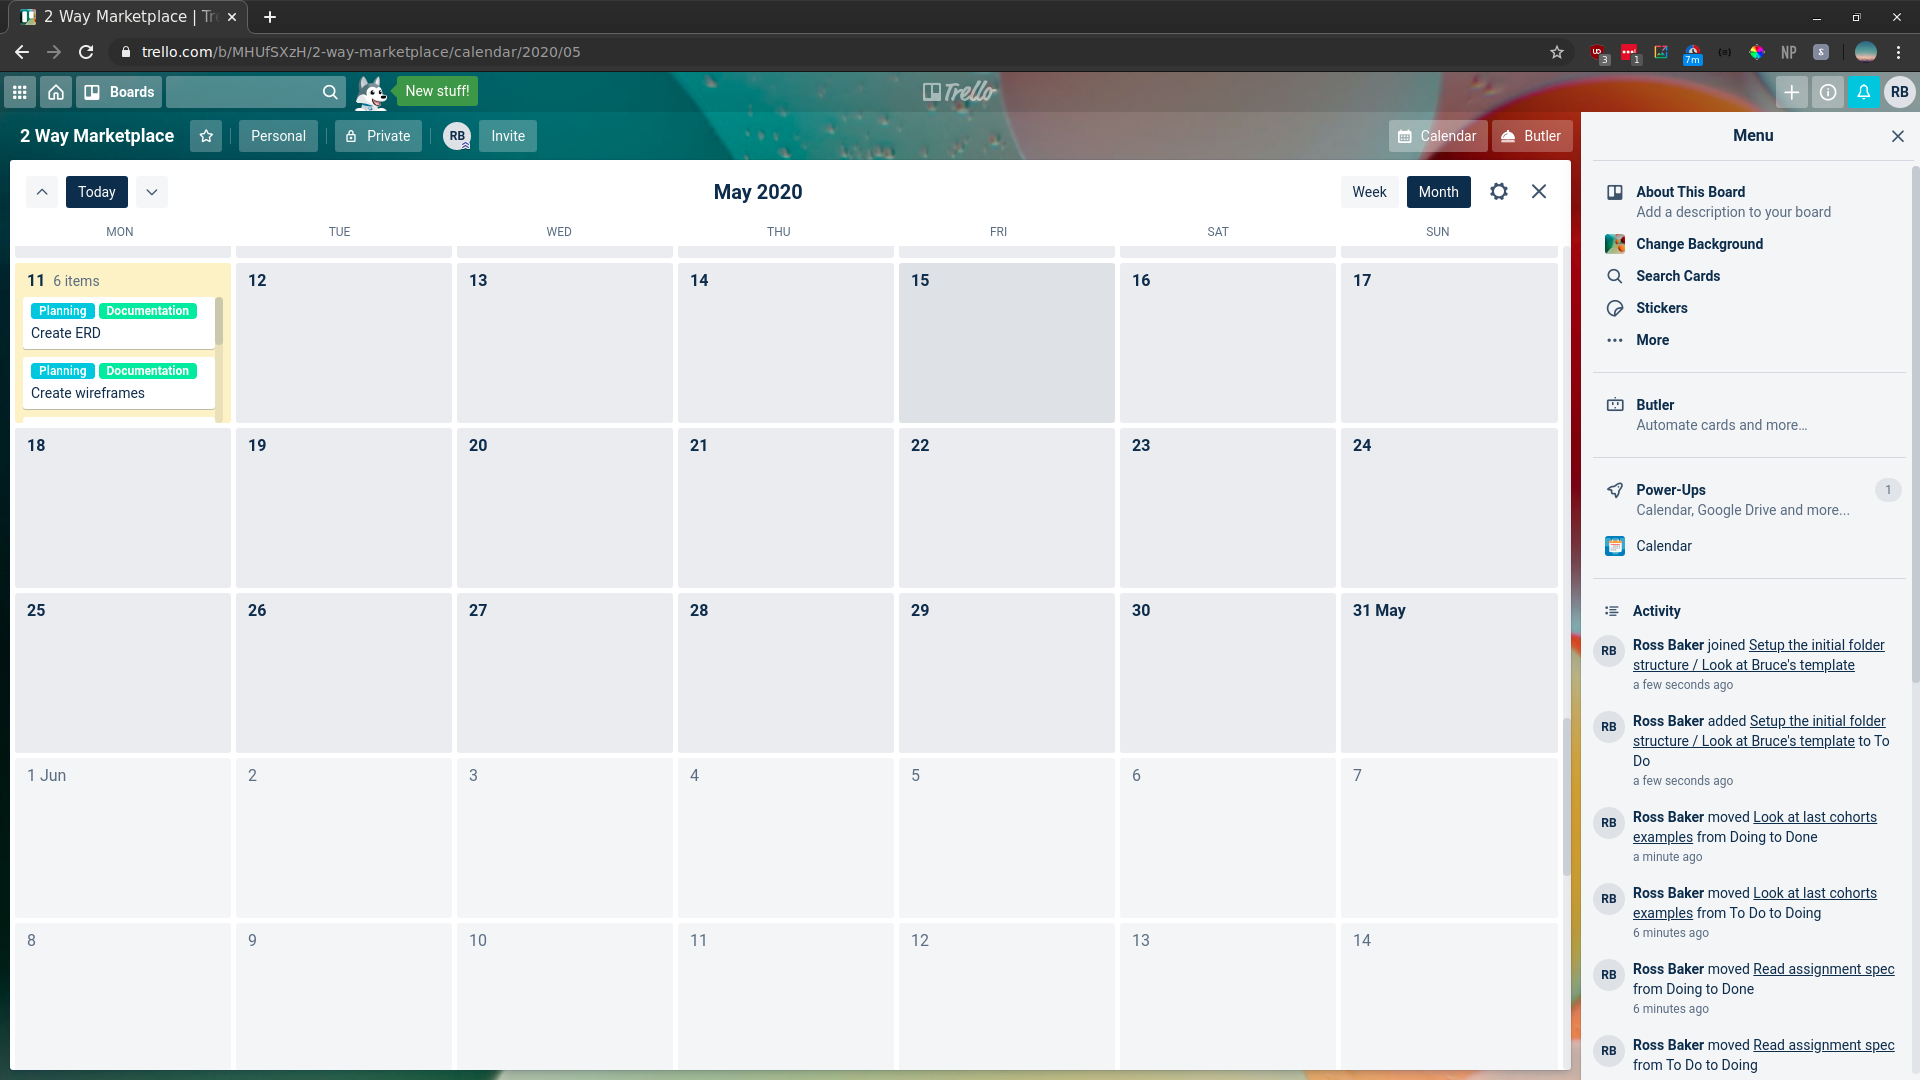 2 Way Marketplace | Tr
trello.com/b/MHUfSXzH/2-way-marketplace/calendar/2020/05
3
1
7m
NP
Boards
New stuff!
Trello
RB
2 Way Marketplace
Personal
Private
RB
Invite
Calendar
Butler
Today
May 2020
Week
Month
MON
TUE
WED
THU
FRI
SAT
SUN
11 6 items
Planning Documentation
Create ERD
Planning Documentation
Create wireframes
12
13
14
15
16
17
18
19
20
21
22
23
24
25
26
27
28
29
30
31 May
1 Jun
2
3
4
5
6
7
8
9
10
11
12
13
14
Menu
About This Board
Add a description to your board
Change Background
Search Cards
Stickers
More
Butler
Automate cards and more…
Power-Ups
1
Calendar, Google Drive and more...
Calendar
Activity
RB
Ross Baker joined Setup the initial folder
structure / Look at Bruce's template
a few seconds ago
RB
Ross Baker added Setup the initial folder
structure / Look at Bruce's template to To
Do
a few seconds ago
RB
Ross Baker moved Look at last cohorts
examples from Doing to Done
a minute ago
RB
Ross Baker moved Look at last cohorts
examples from To Do to Doing
6 minutes ago
RB
Ross Baker moved Read assignment spec
from Doing to Done
6 minutes ago
RB
Ross Baker moved Read assignment spec
from To Do to Doing